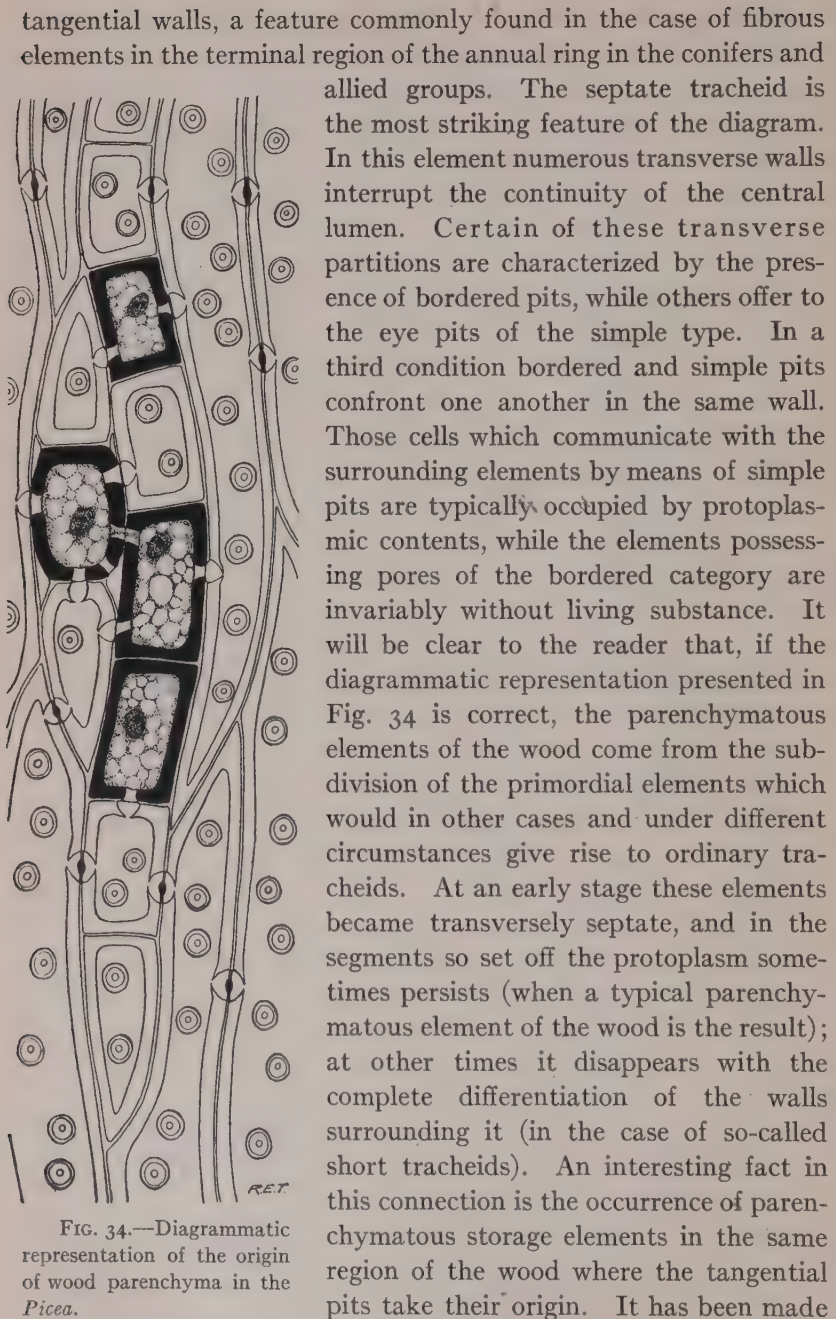 tangential walls, a feature commonly found in the case of fibrous
elements in the terminal region of the annual ring in the conifers and
allied groups. The septate tracheid is
the most striking feature of the diagram.
In this element numerous transverse walls
interrupt the continuity of the central
lumen. Certain of these transverse
partitions are characterized by the pres-
ence of bordered pits, while others offer to
the eye pits of the simple type. In a
third condition bordered and simple pits
confront one another in the same wall.
Those cells which communicate with the
surrounding elements by means of simple
pits are typically occupied by protoplas-
mic contents, while the elements possess-
ing pores of the bordered category are
invariably without living substance. It
will be clear to the reader that, if the
diagrammatic representation presented in
Fig. 34 is correct, the parenchymatous
elements of the wood come from the sub-
division of the primordial elements which
would in other cases and under different
circumstances give rise to ordinary tra-
cheids. At an early stage these elements
became transversely septate, and in the
segments so set off the protoplasm some-
times persists (when a typical parenchy-
matous element of the wood is the result);
at other times it disappears with the
complete differentiation of the walls
surrounding it (in the case of so-called
short tracheids). An interesting fact in
this connection is the occurrence of paren-
chymatous storage elements in the same
region of the wood where the tangential
pits take their origin. It has been made
R.E.T.
FIG. 34.—Diagrammatic
representation of the origin
of wood parenchyma in the
Picea.